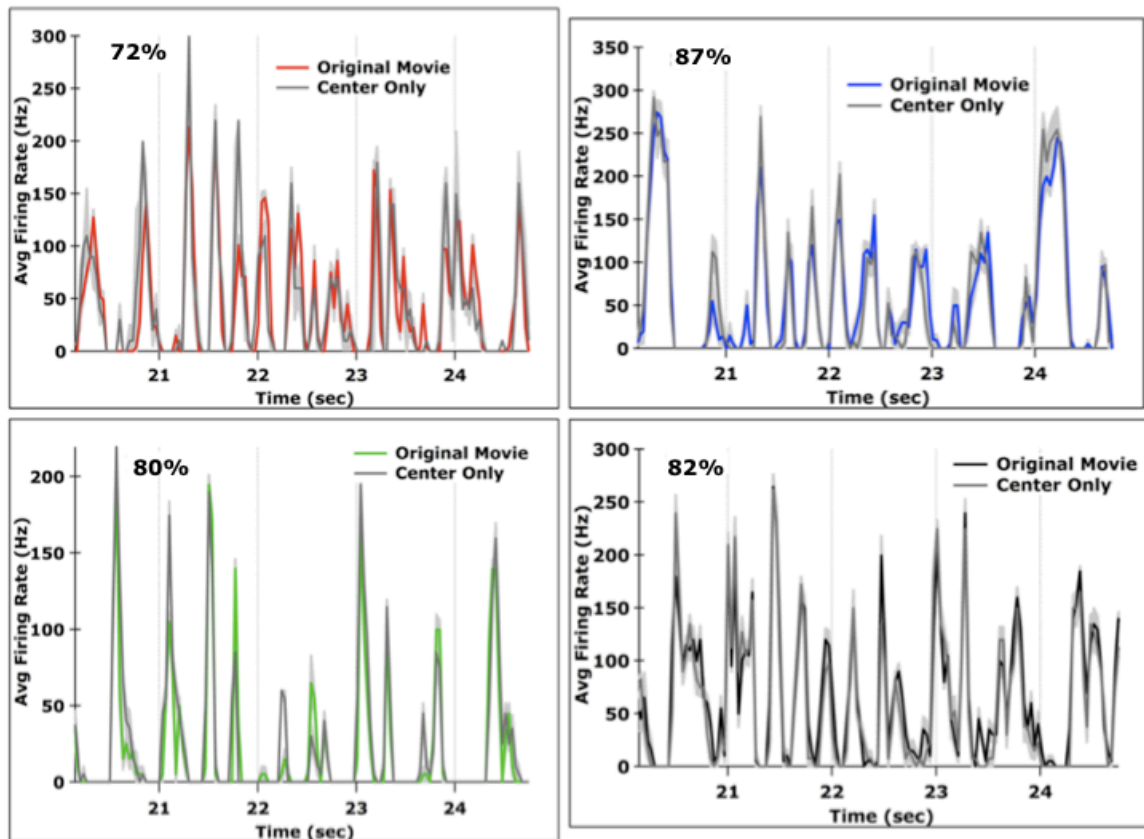 72%
Original Movie
Center Only
Avg Firing Rate (Hz)
300
250
200
150
100
50
0
21
22
23
24
Time (sec)
87%
Original Movie
Center Only
Avg Firing Rate (Hz)
350
300
250
200
150
100
50
0
21
22
23
24
Time (sec)
80%
Original Movie
Center Only
Avg Firing Rate (Hz)
200
150
100
50
0
21
22
23
24
Time (sec)
82%
Original Movie
Center Only
Avg Firing Rate (Hz)
300
250
200
150
100
50
0
21
22
23
24
Time (sec)